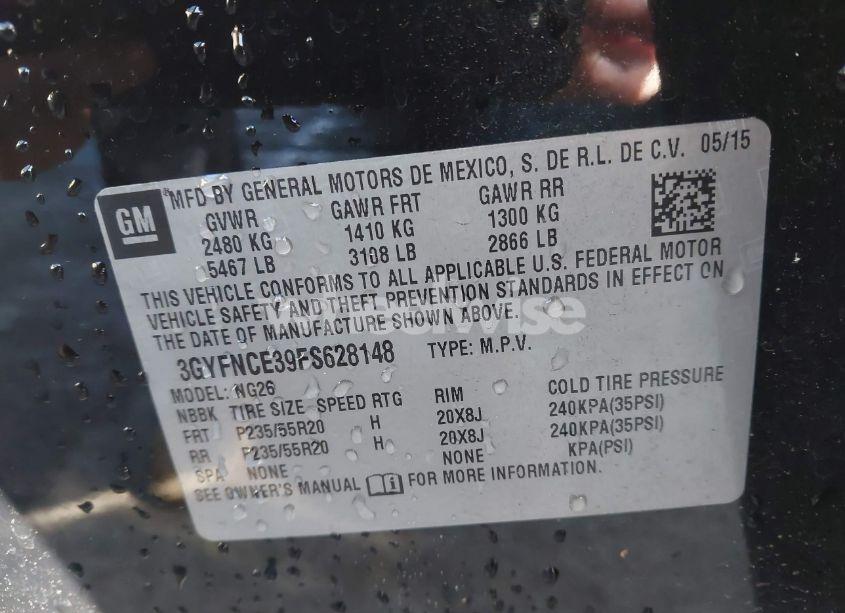 GM
MFD BY GENERAL MOTORS DE MEXICO, S. DE R.L. DE C.V. 05/15
GVWR GAWR FRT GAWR RR
2480 KG 1410 KG 1300 KG
5467 LB 3108 LB 2866 LB
THIS VEHICLE CONFORMS TO ALL APPLICABLE U.S. FEDERAL MOTOR
VEHICLE SAFETY AND THEFT PREVENTION STANDARDS IN EFFECT ON
THE DATE OF MANUFACTURE SHOWN ABOVE.
3GYFNCE39FS628148 TYPE: M.P.V.
MODEL: NG26
NBBK TIRE SIZE SPEED RTG RIM COLD TIRE PRESSURE
FRT P235/55R20 H 20X8J 240KPA(35PSI)
RR P235/55R20 H 20X8J 240KPA(35PSI)
SPA NONE NONE KPA(PSI)
SEE OWNER'S MANUAL FOR MORE INFORMATION.